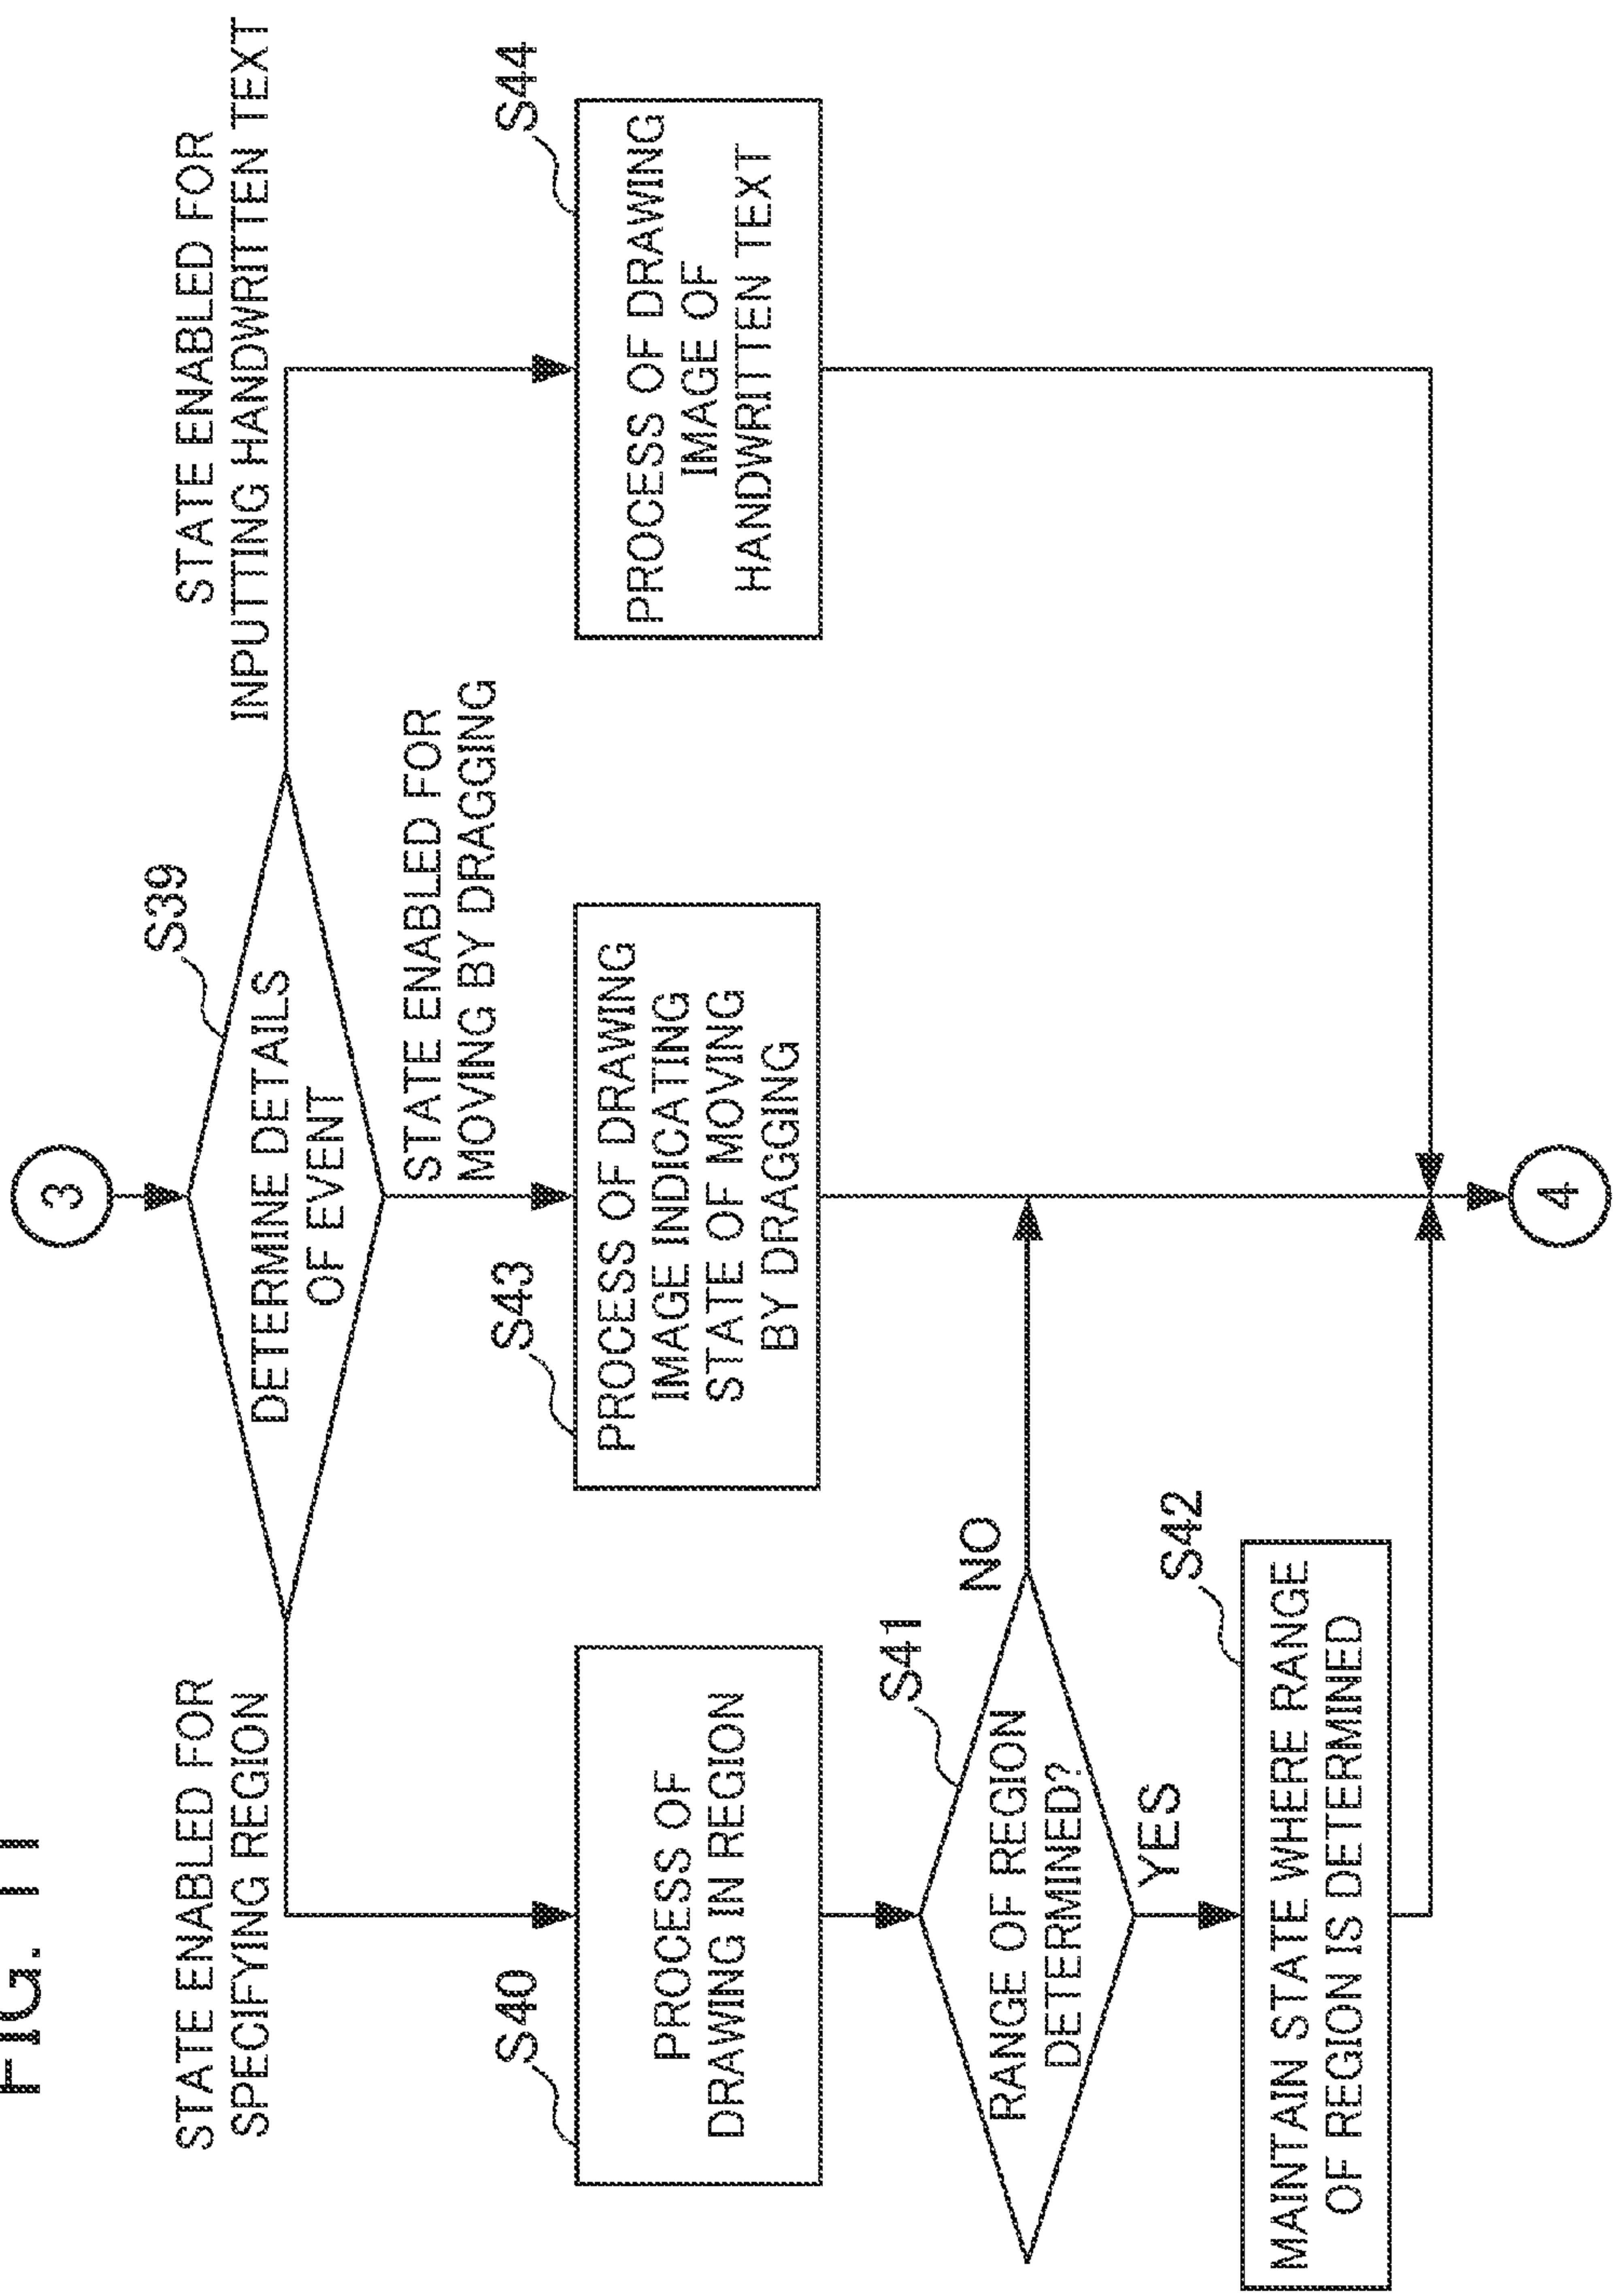 FIG. 11
3
S39
DETERMINE DETAILS
OF EVENT
STATE ENABLED FOR
SPECIFYING REGION
STATE ENABLED FOR
MOVING BY DRAGGING
STATE ENABLED FOR
INPUTTING HANDWRITTEN TEXT
S40
PROCESS OF
DRAWING IN REGION
S43
PROCESS OF DRAWING
IMAGE INDICATING
STATE OF MOVING
BY DRAGGING
S44
PROCESS OF DRAWING
IMAGE OF
HANDWRITTEN TEXT
S41
RANGE OF REGION
DETERMINED?
NO
YES
S42
MAINTAIN STATE WHERE RANGE
OF REGION IS DETERMINED
4